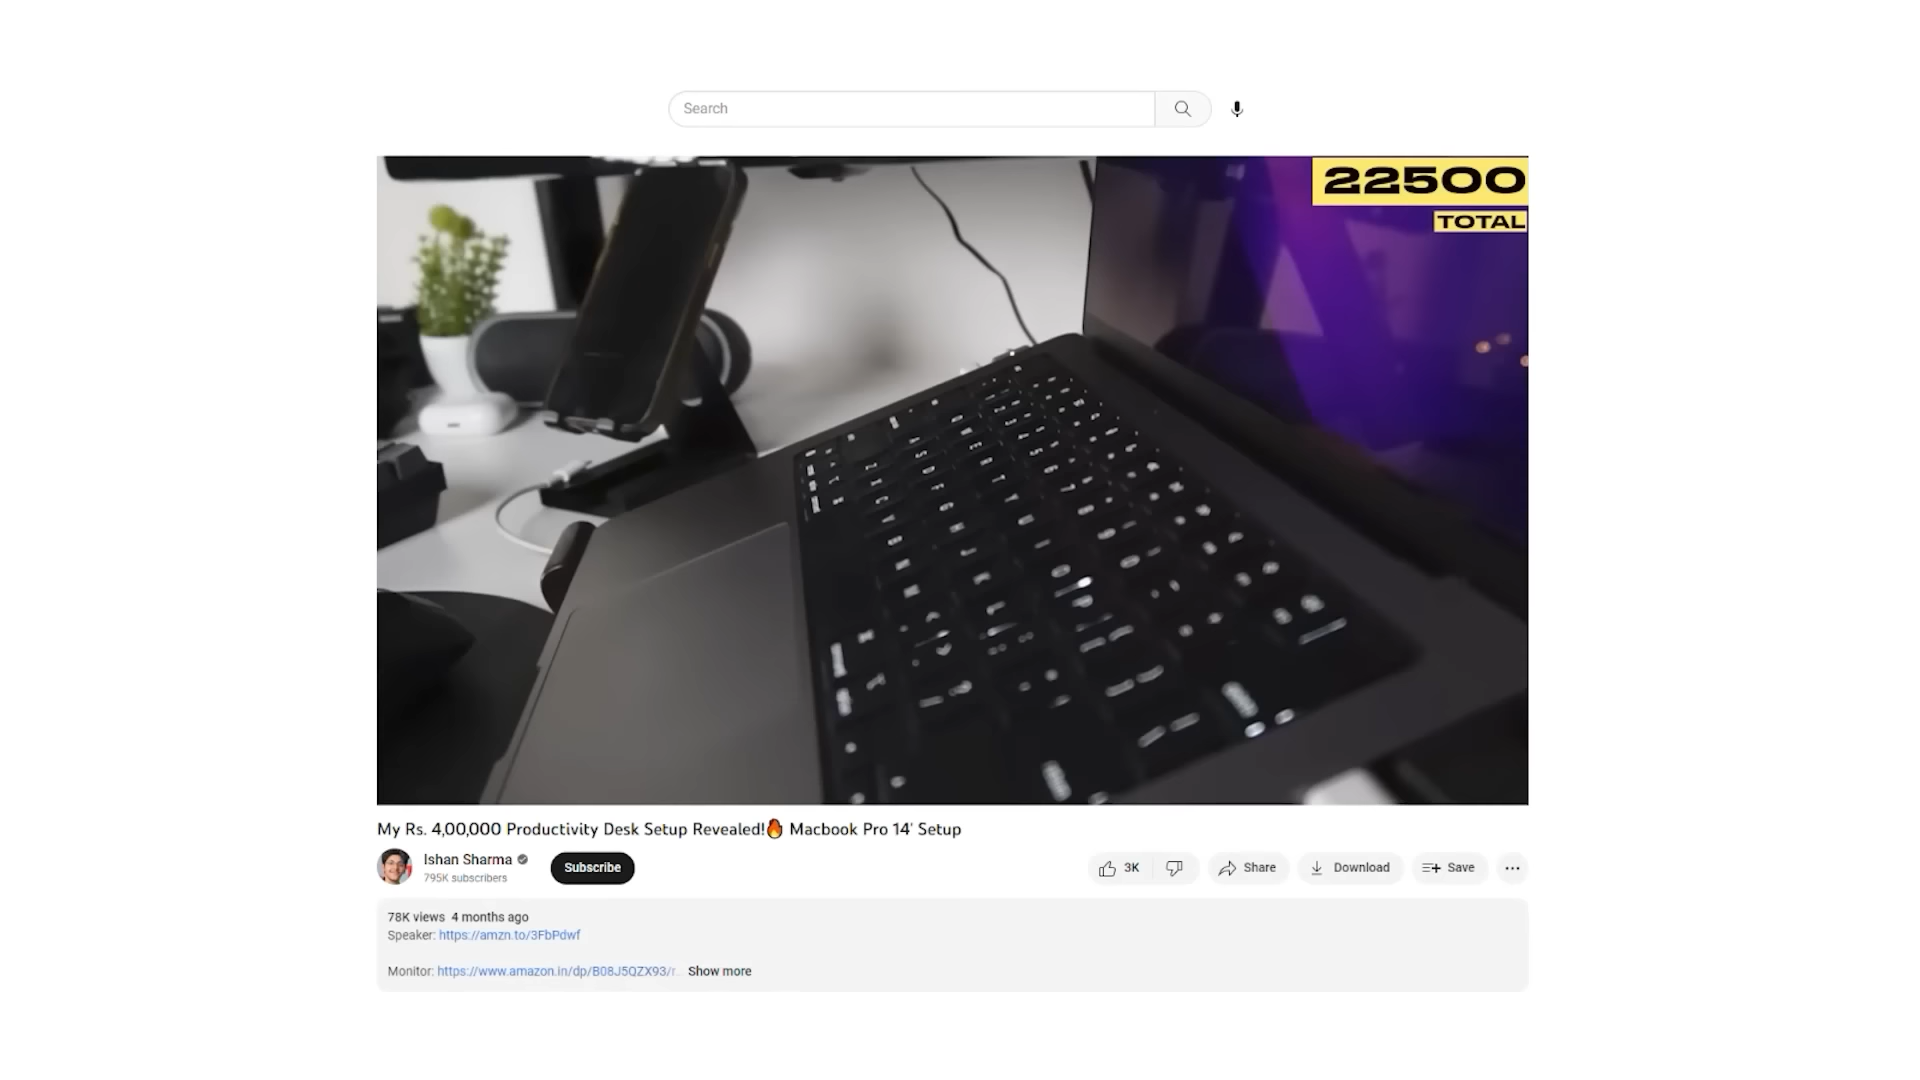 Search
22500
TOTAL
My Rs. 4,00,000 Productivity Desk Setup Revealed!🔥 Macbook Pro 14' Setup
Ishan Sharma
795K subscribers
Subscribe
3K
Share
Download
Save
78K views 4 months ago
Speaker: https://amzn.to/3FbPdwf
Monitor: https://www.amazon.in/dp/B08J5QZX93/r... Show more